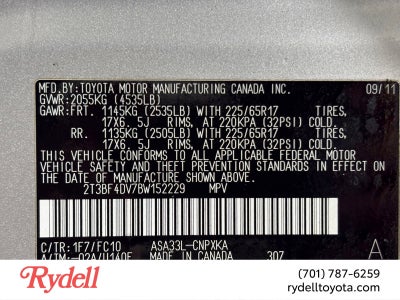 MFD.BY:TOYOTA MOTOR MANUFACTURING CANADA INC. 09/11
GVWR:2055KG (4535LB)
GAWR:FRT. 1145KG (2535LB) WITH 225/65R17 TIRES,
17X6.5J RIMS, AT 220KPA (32PSI) COLD.
RR. 1135KG (2505LB) WITH 225/65R17 TIRES,
17X6.5J RIMS, AT 220KPA (32PSI) COLD.
THIS VEHICLE CONFORMS TO ALL APPLICABLE FEDERAL MOTOR
VEHICLE SAFETY, BUMPER, AND THEFT PREVENTION STANDARDS IN
EFFECT ON THE DATE OF MANUFACTURE SHOWN ABOVE.
2T3BF4DV7BW152229 MPV
C/TR:1F7/FC10 ASA33L-CNPXKA A
A/TM:-02A/U140F MADE IN CANADA 307
Rydell
(701) 787-6259
rydelltoyota.com